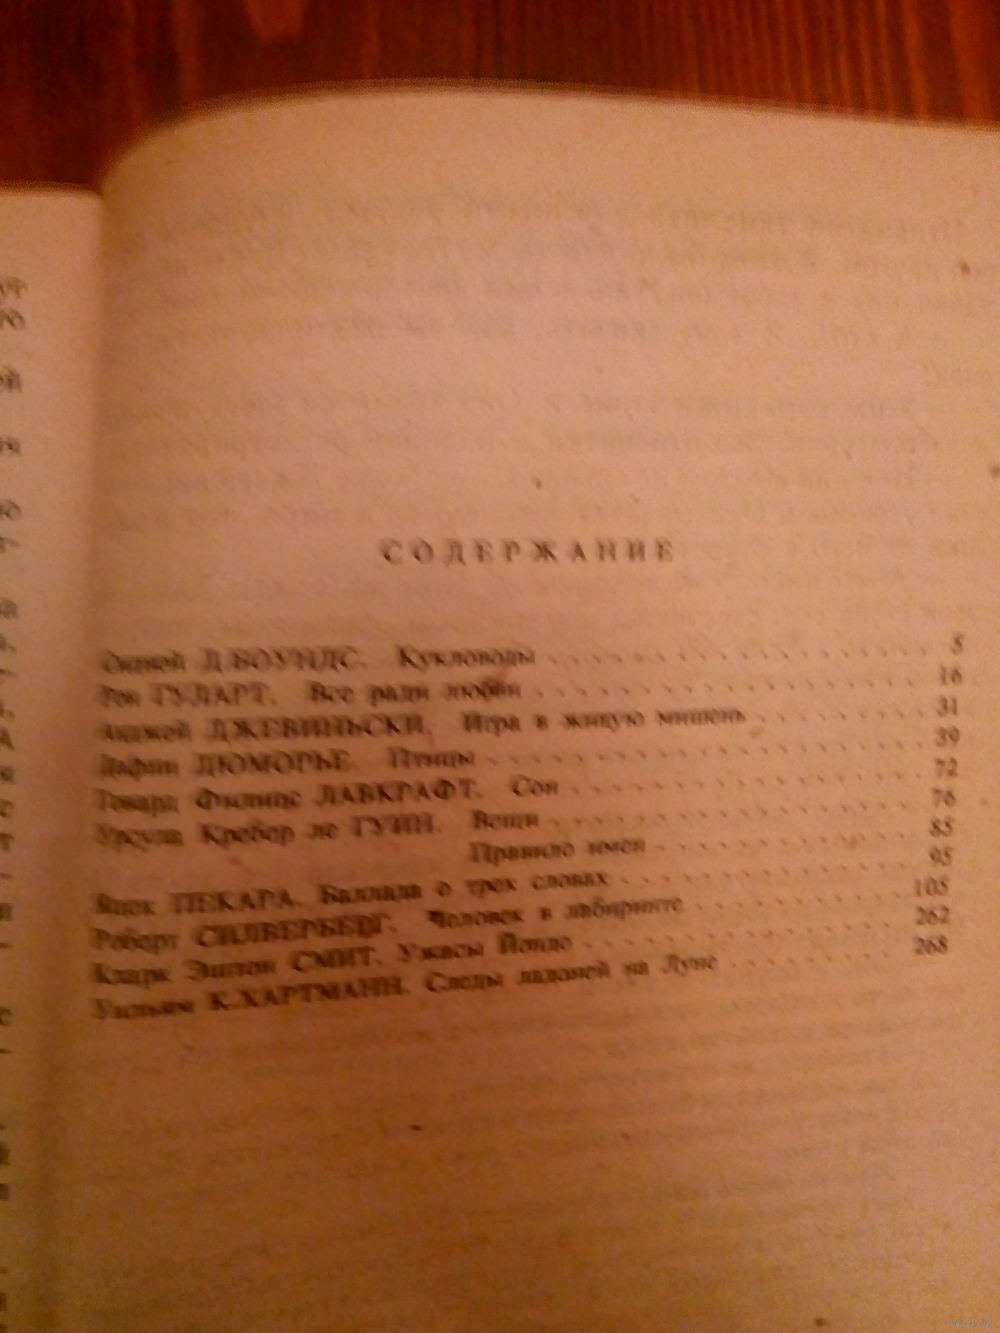 СОДЕРЖАНИЕ
Сидней Д.БОУНДС. Кукловоды . . . . . . . . . . . . . . . . . . . 5
Рон ГУЛАРТ. Все ради любви . . . . . . . . . . . . . . . . . . . 16
Анджей ДЖЕВИНЬСКИ. Игра в живую мишень . . . . . . . . . 31
Дафни ДЮМОРЬЕ. Птицы . . . . . . . . . . . . . . . . . . . . . 39
Говард Филипс ЛАВКРАФТ. Сон . . . . . . . . . . . . . . . . . . 72
Урсула Кребер ле ГУИН. Вещи . . . . . . . . . . . . . . . . . . 76
Правило имен . . . . . . . . . . . . . 85
Яцек ПЕКАРА. Баллада о трех словах . . . . . . . . . . . . . . 95
Роберт СИЛВЕРБЕРГ. Человек в лабиринте . . . . . . . . . . . 105
Кларк Эштон СМИТ. Ужасы Йондо . . . . . . . . . . . . . . . 262
Уильям К.ХАРТМАНН. Следы ладоней на Луне . . . . . . . . . 268